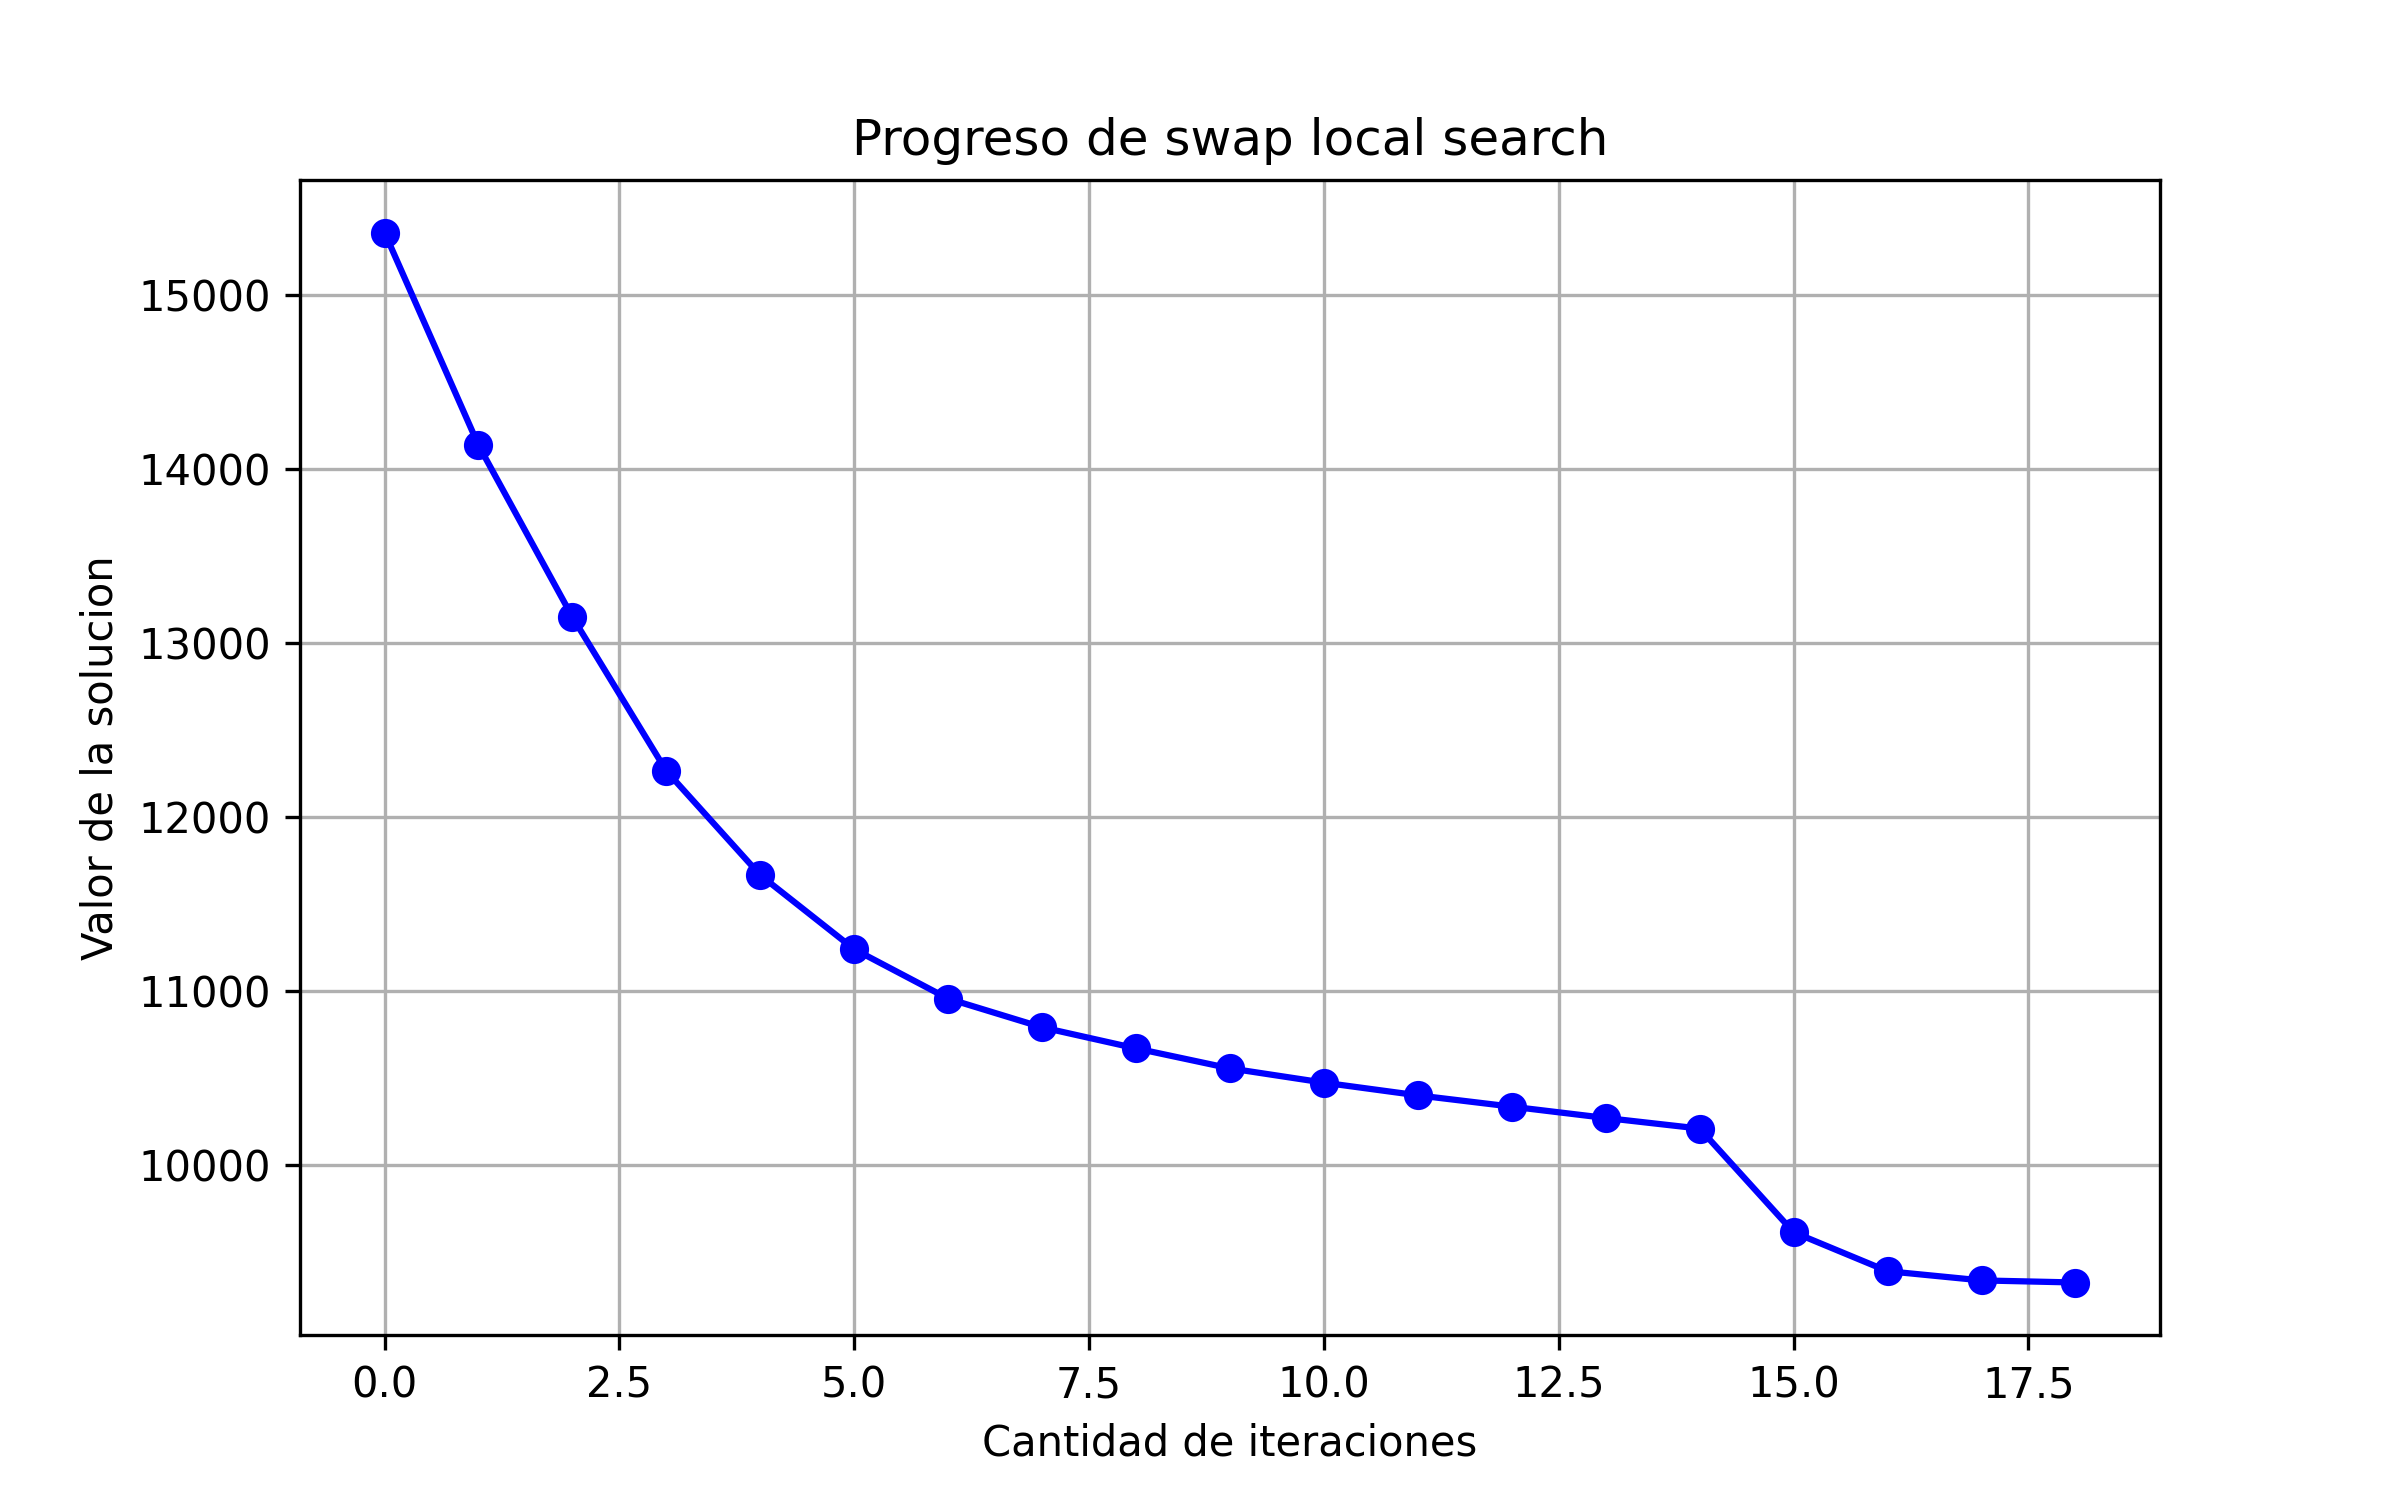 Progreso de swap local search
Valor de la solucion
15000
14000
13000
12000
11000
10000
0.0 2.5 5.0 7.5 10.0 12.5 15.0 17.5
Cantidad de iteraciones